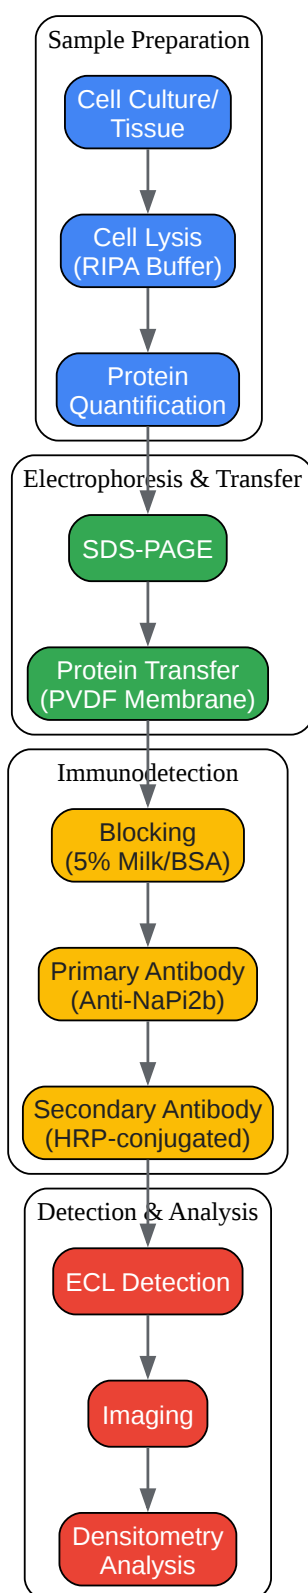 Sample Preparation
Cell Culture/
Tissue
Cell Lysis
(RIPA Buffer)
Protein
Quantification
Electrophoresis & Transfer
SDS-PAGE
Protein Transfer
(PVDF Membrane)
Immunodetection
Blocking
(5% Milk/BSA)
Primary Antibody
(Anti-NaPi2b)
Secondary Antibody
(HRP-conjugated)
Detection & Analysis
ECL Detection
Imaging
Densitometry
Analysis